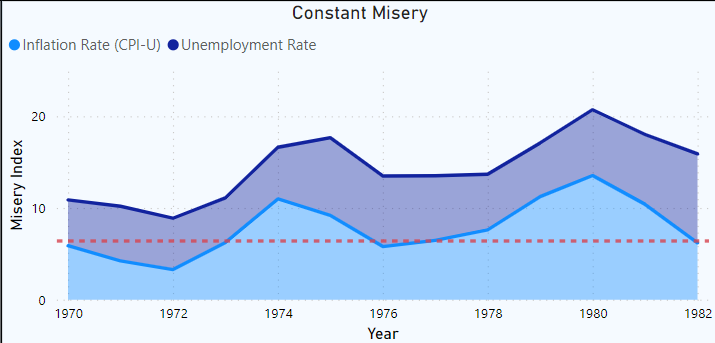 Constant Misery
Inflation Rate (CPI-U) Unemployment Rate
20
10
0
Misery Index
1970 1972 1974 1976 1978 1980 1982
Year